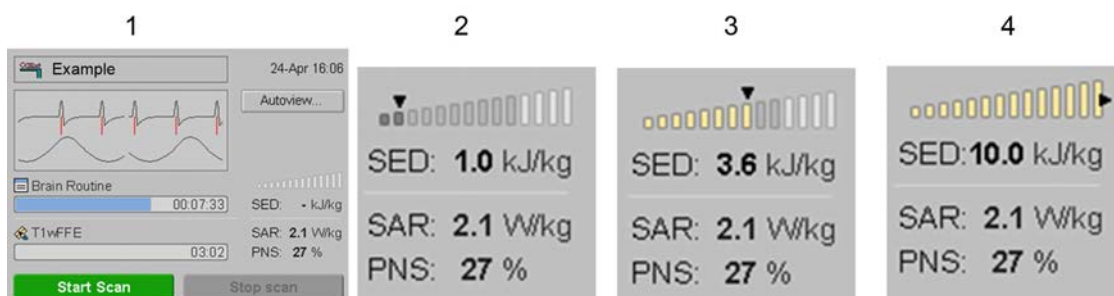 1
2
3
4
Example
24-Apr 16:06
Autoview...
Brain Routine
00:07:33
SED: - kJ/kg
T1wFFE
SAR: 2.1 W/kg
03:02
PNS: 27 %
Start Scan
Stop scan
SED: 1.0 kJ/kg
SAR: 2.1 W/kg
PNS: 27 %
SED: 3.6 kJ/kg
SAR: 2.1 W/kg
PNS: 27 %
SED: 10.0 kJ/kg
SAR: 2.1 W/kg
PNS: 27 %